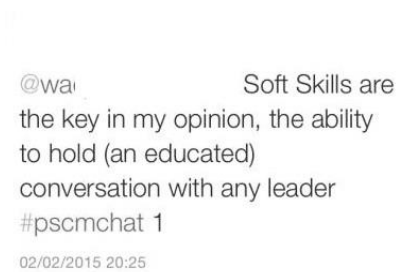 Soft Skills are
the key in my opinion, the ability
to hold (an educated)
conversation with any leader
#pscmchat 1
02/02/2015 20:25